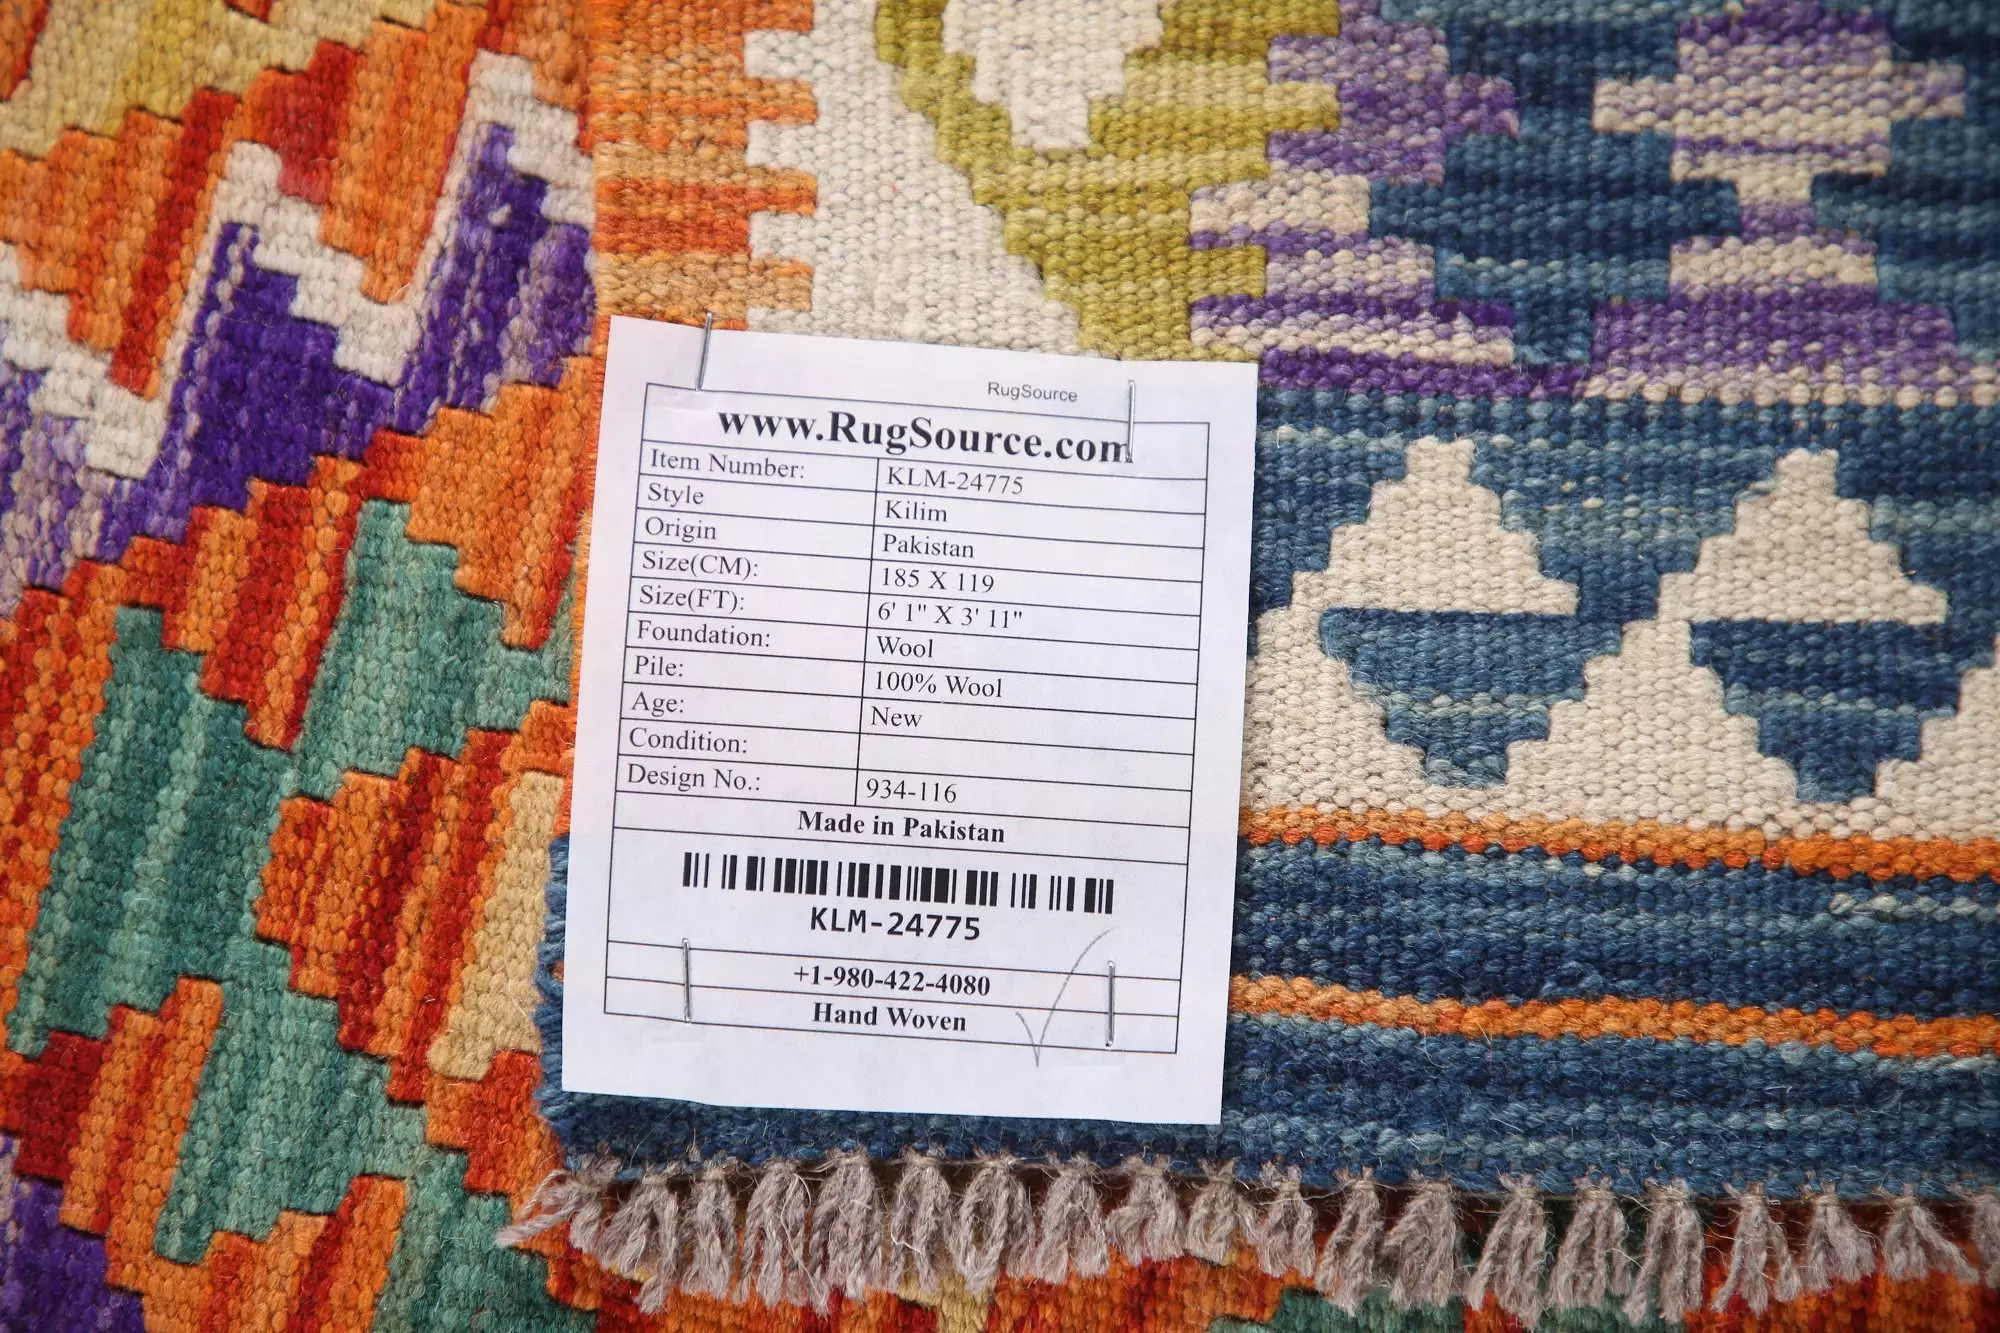 RugSource
www.RugSource.com
Item Number: KLM-24775
Style Kilim
Origin Pakistan
Size(CM): 185 X 119
Size(FT): 6' 1" X 3' 11"
Foundation: Wool
Pile: 100% Wool
Age: New
Condition:
Design No.: 934-116
Made in Pakistan
KLM-24775
+1-980-422-4080
Hand Woven